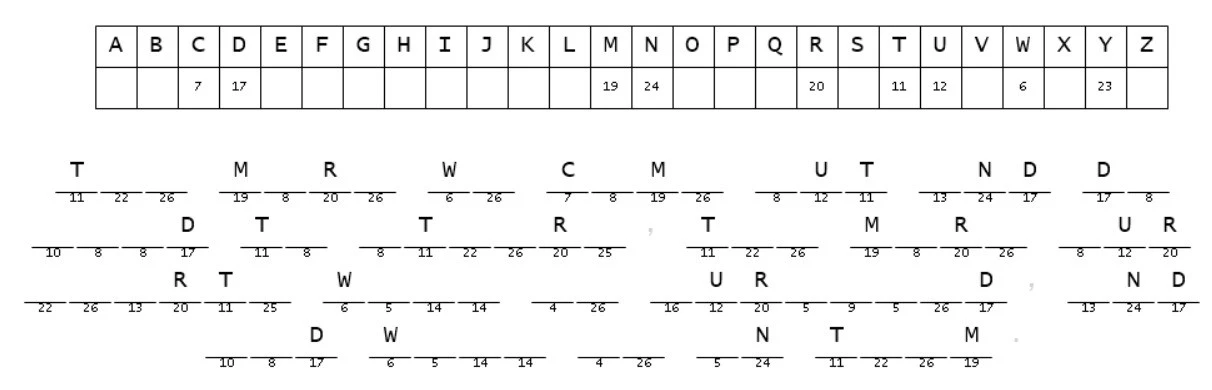 A B C D E F G H I J K L M N O P Q R S T U V W X Y Z
7 17 19 24 20 11 12 6 23
T M R W C M U T N D D
11 22 26 19 8 20 26 6 26 7 8 19 26 8 12 11 13 24 17 17 8
D T T R , T M R U R
10 8 8 17 11 8 8 11 22 26 20 25 11 22 26 19 8 20 26 8 12 20
R T W U R D , N D
22 26 13 20 11 25 6 5 14 14 4 26 16 12 20 5 9 5 26 17 13 24 17
D W N T M .
10 8 17 6 5 14 14 4 26 5 24 11 22 26 19